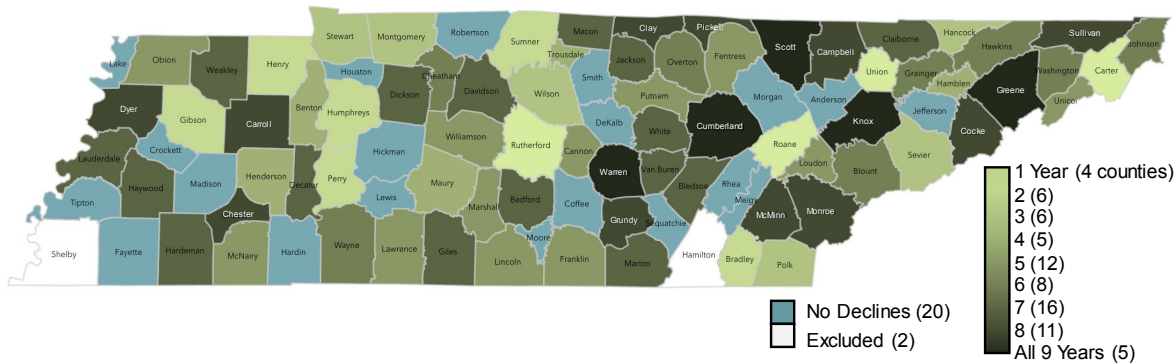 Stewart
Montgomery
Robertson
Sumner
Macon
Clay
Pickett
Scott
Campbell
Claiborne
Hancock
Sullivan
Johnson
Lake
Obion
Weakley
Henry
Houston
Cheatham
Davidson
Trousdale
Smith
Jackson
Overton
Fentress
Union
Grainger
Hawkins
Hamblen
Washington
Carter
Unicoi
Greene
Dyer
Gibson
Carroll
Benton
Humphreys
Dickson
Wilson
Putnam
Morgan
Anderson
Knox
Jefferson
Cocke
Lauderdale
Crockett
Haywood
Madison
Henderson
Decatur
Perry
Hickman
Williamson
Rutherford
Cannon
DeKalb
White
Cumberland
Roane
Loudon
Blount
Sevier
Tipton
Chester
Lewis
Maury
Marshall
Bedford
Coffee
Warren
Van Buren
Bledsoe
Rhea
Meigs
McMinn
Monroe
Shelby
Fayette
Hardeman
McNairy
Hardin
Wayne
Lawrence
Giles
Lincoln
Moore
Franklin
Grundy
Marion
Sequatchie
Hamilton
Bradley
Polk
1 Year (4 counties)
2 (6)
3 (6)
4 (5)
5 (12)
6 (8)
7 (16)
8 (11)
All 9 Years (5)
No Declines (20)
Excluded (2)